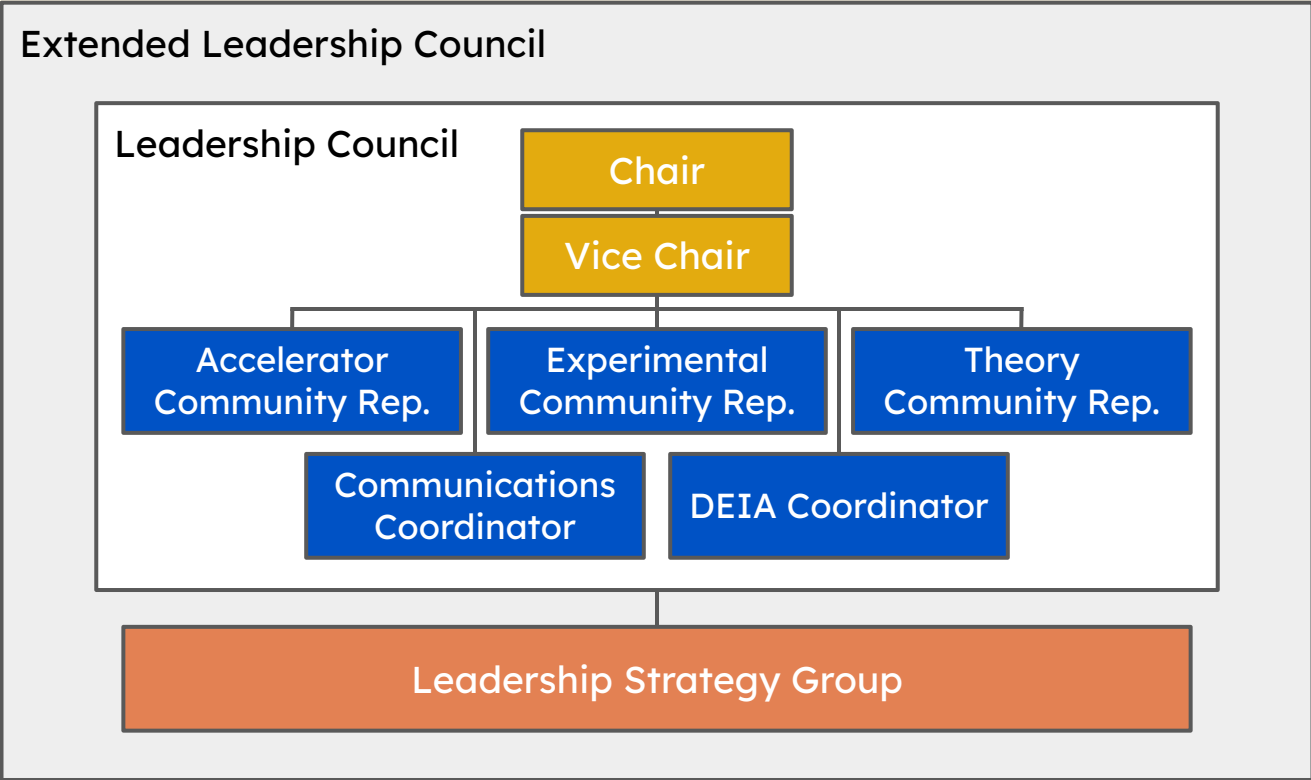 Extended Leadership Council
Leadership Council
Chair
Vice Chair
Accelerator
Community Rep.
Experimental
Community Rep.
Theory
Community Rep.
Communications
Coordinator
DEIA Coordinator
Leadership Strategy Group